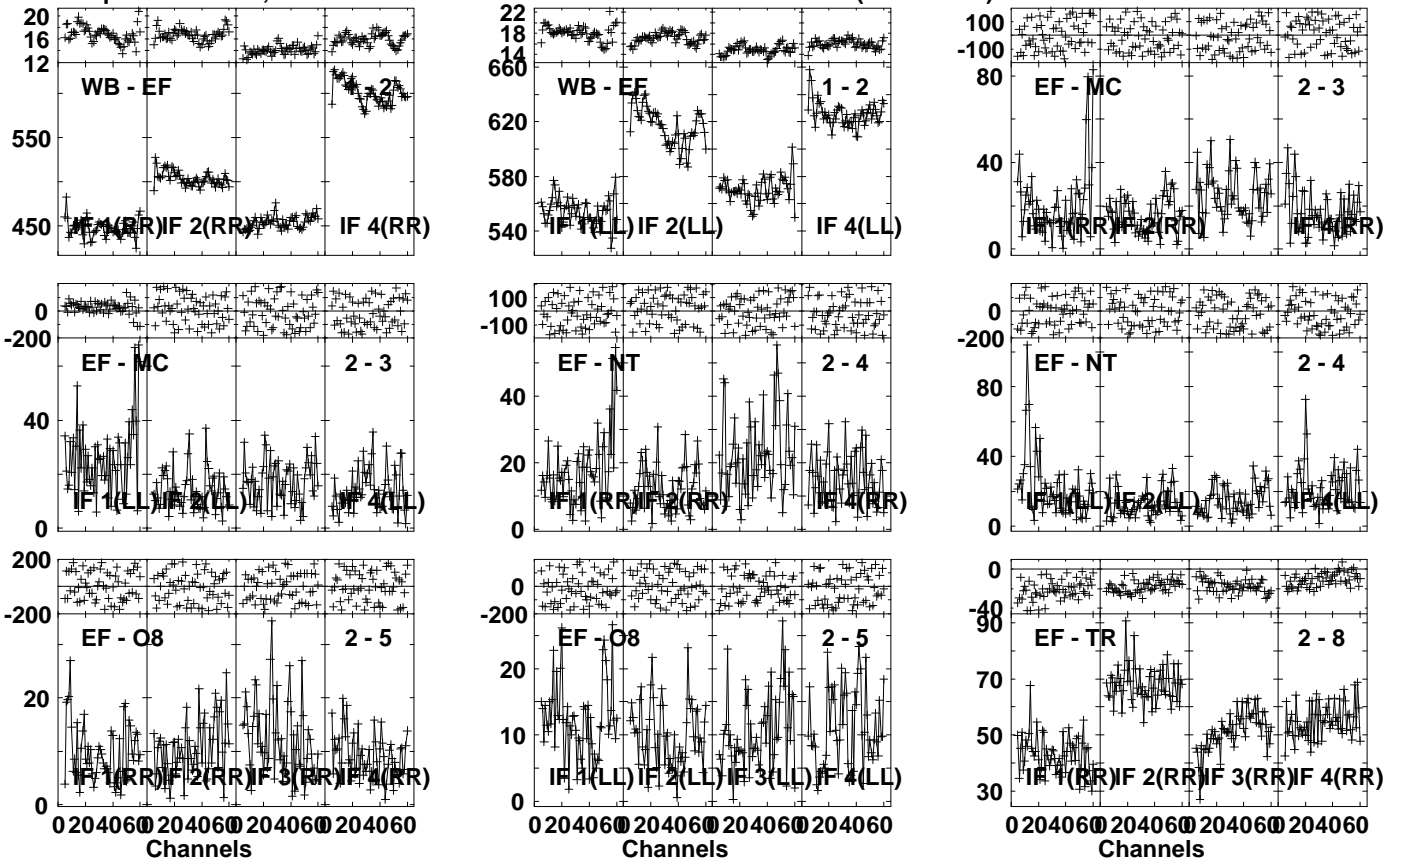 20 16 12 22 18 14 100 -100
WB - EF 1 - 2 WB - EF 1 - 2 EF - MC 2 - 3
550 450 660 620 580 540 80 40 0
IF 1(RR) IF 2(RR) IF 4(RR) IF 1(LL) IF 2(LL) IF 4(LL) IF 1(RR) IF 2(RR) IF 4(RR)
0 -200 100 -100 0 -200
EF - MC 2 - 3 EF - NT 2 - 4 EF - NT 2 - 4
40 0 40 20 0 80 40 0
IF 1(LL) IF 2(LL) IF 4(LL) IF 1(RR) IF 2(RR) IF 4(RR) IF 1(LL) IF 2(LL) IF 4(LL)
200 0 -200 200 0 -200 0 -40
EF - O8 2 - 5 EF - O8 2 - 5 EF - TR 2 - 8
20 0 20 10 0 90 70 50 30
IF 1(RR) IF 2(RR) IF 3(RR) IF 4(RR) IF 1(LL) IF 2(LL) IF 3(LL) IF 4(LL) IF 1(RR) IF 2(RR) IF 3(RR) IF 4(RR)
0 20 40 60 0 20 40 60 0 20 40 60 0 20 40 60 0 20 40 60 0 20 40 60 0 20 40 60 0 20 40 60 0 20 40 60 0 20 40 60 0 20 40 60 0 20 40 60
Channels Channels Channels